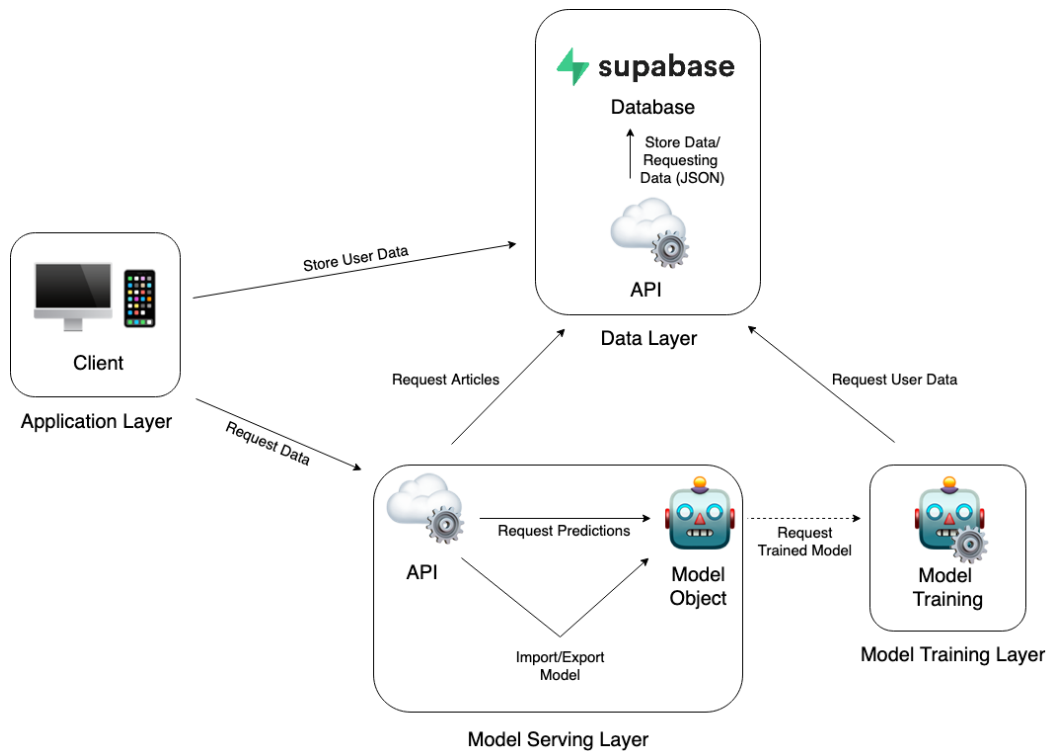 supabase
Database
Store Data/
Requesting
Data (JSON)
API
Data Layer
Store User Data
Client
Application Layer
Request Articles
Request User Data
Request Data
API
Request Predictions
Model
Object
Import/Export
Model
Model Serving Layer
Request
Trained Model
Model
Training
Model Training Layer